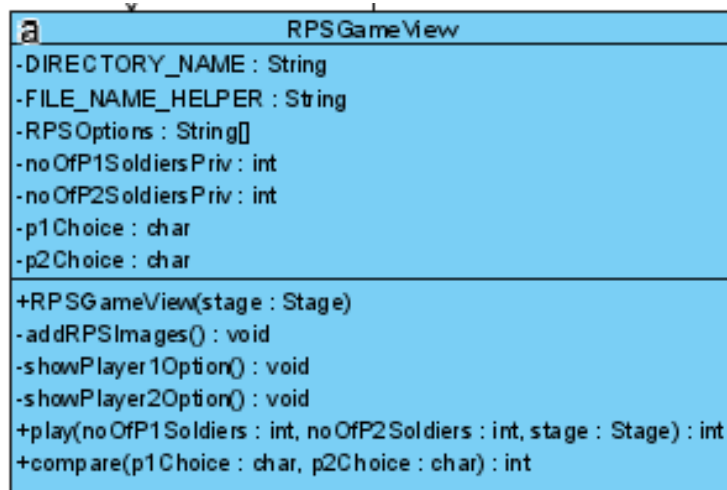 a RPSGameView
-DIRECTORY_NAME : String
-FILE_NAME_HELPER : String
-RPSOptions : String[]
-noOfP1SoldiersPriv : int
-noOfP2SoldiersPriv : int
-p1Choice : char
-p2Choice : char
+RPSGameView(stage : Stage)
-addRPSImages() : void
-showPlayer1Option() : void
-showPlayer2Option() : void
+play(noOfP1Soldiers : int, noOfP2Soldiers : int, stage : Stage) : int
+compare(p1Choice : char, p2Choice : char) : int